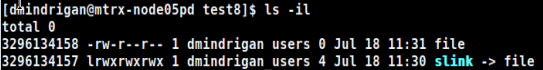 [dmindrigan@mtrx-node05pd test8]$ ls -il
total 0
3296134158 -rw-r--r-- 1 dmindrigan users 0 Jul 18 11:31 file
3296134157 lrwxrwxrwx 1 dmindrigan users 4 Jul 18 11:30 slink -> file